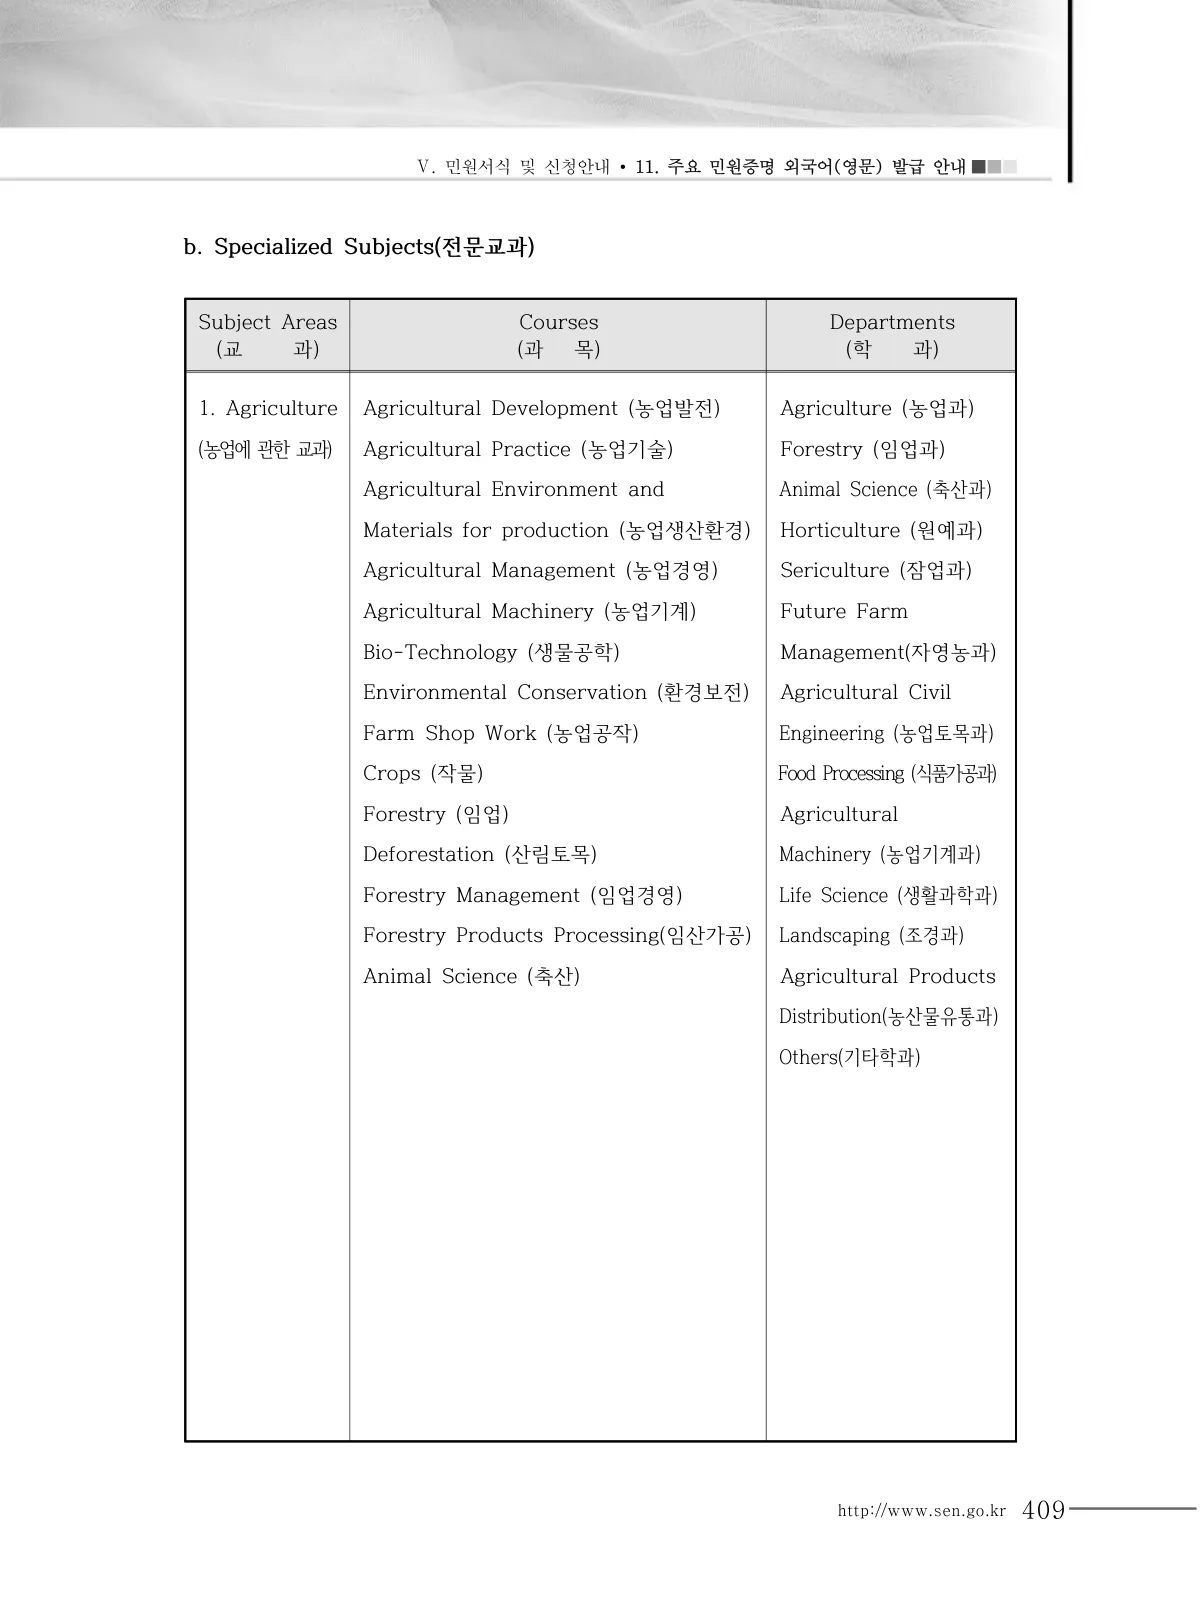 Ⅴ. 민원서식 및 신청안내 • 11. 주요 민원증명 외국어(영문) 발급 안내
b. Specialized Subjects(전문교과)
Subject Areas
(교 과)
Courses
(과 목)
Departments
(학 과)
1. Agriculture
(농업에 관한 교과)
Agricultural Development (농업발전)
Agricultural Practice (농업기술)
Agricultural Environment and
Materials for production (농업생산환경)
Agricultural Management (농업경영)
Agricultural Machinery (농업기계)
Bio-Technology (생물공학)
Environmental Conservation (환경보전)
Farm Shop Work (농업공작)
Crops (작물)
Forestry (임업)
Deforestation (산림토목)
Forestry Management (임업경영)
Forestry Products Processing(임산가공)
Animal Science (축산)
Agriculture (농업과)
Forestry (임업과)
Animal Science (축산과)
Horticulture (원예과)
Sericulture (잠업과)
Future Farm
Management(자영농과)
Agricultural Civil
Engineering (농업토목과)
Food Processing (식품가공과)
Agricultural
Machinery (농업기계과)
Life Science (생활과학과)
Landscaping (조경과)
Agricultural Products
Distribution(농산물유통과)
Others(기타학과)
http://www.sen.go.kr 409